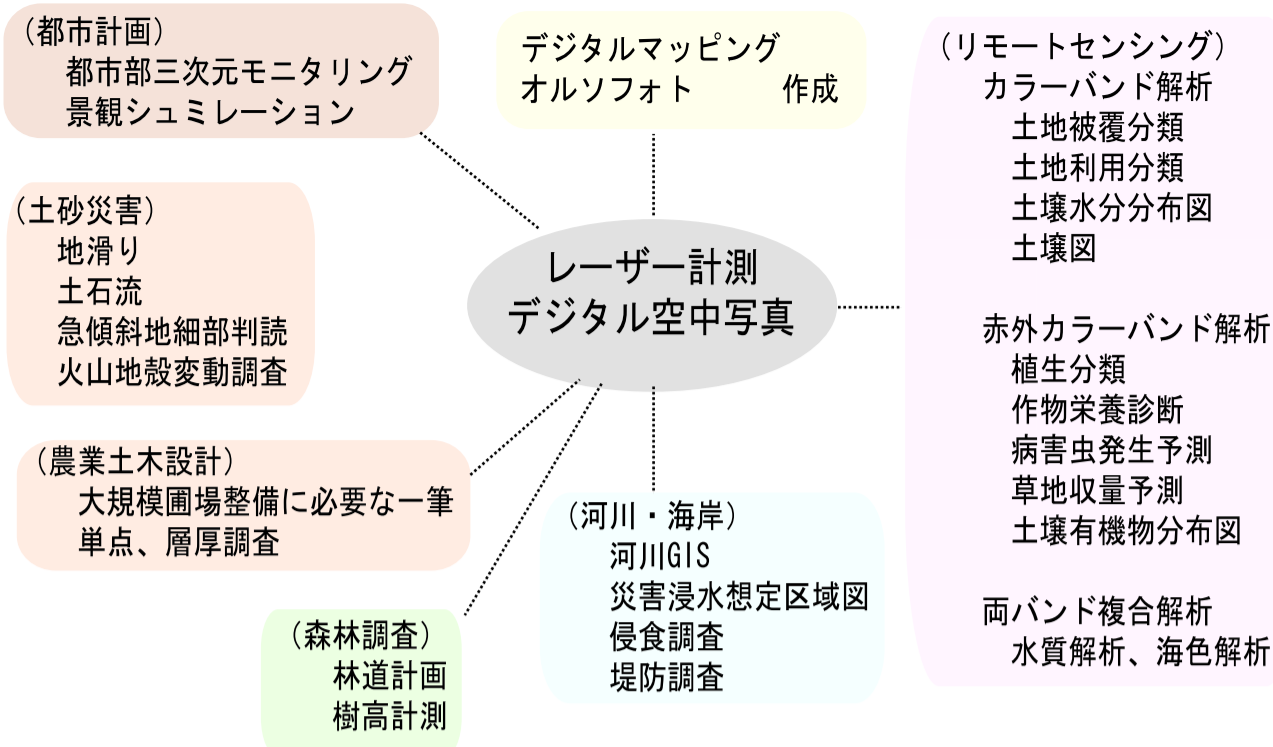 （都市計画）
都市部三次元モニタリング
景観シュミレーション
デジタルマッピング
オルソフォト　　　作成
（リモートセンシング）
カラーバンド解析
土地被覆分類
土地利用分類
土壌水分分布図
土壌図
赤外カラーバンド解析
植生分類
作物栄養診断
病害虫発生予測
草地収量予測
土壌有機物分布図
両バンド複合解析
水質解析、海色解析
（土砂災害）
地滑り
土石流
急傾斜地細部判読
火山地殻変動調査
レーザー計測
デジタル空中写真
（農業土木設計）
大規模圃場整備に必要な一筆
単点、層厚調査
（河川・海岸）
河川GIS
災害浸水想定区域図
侵食調査
堤防調査
（森林調査）
林道計画
樹高計測